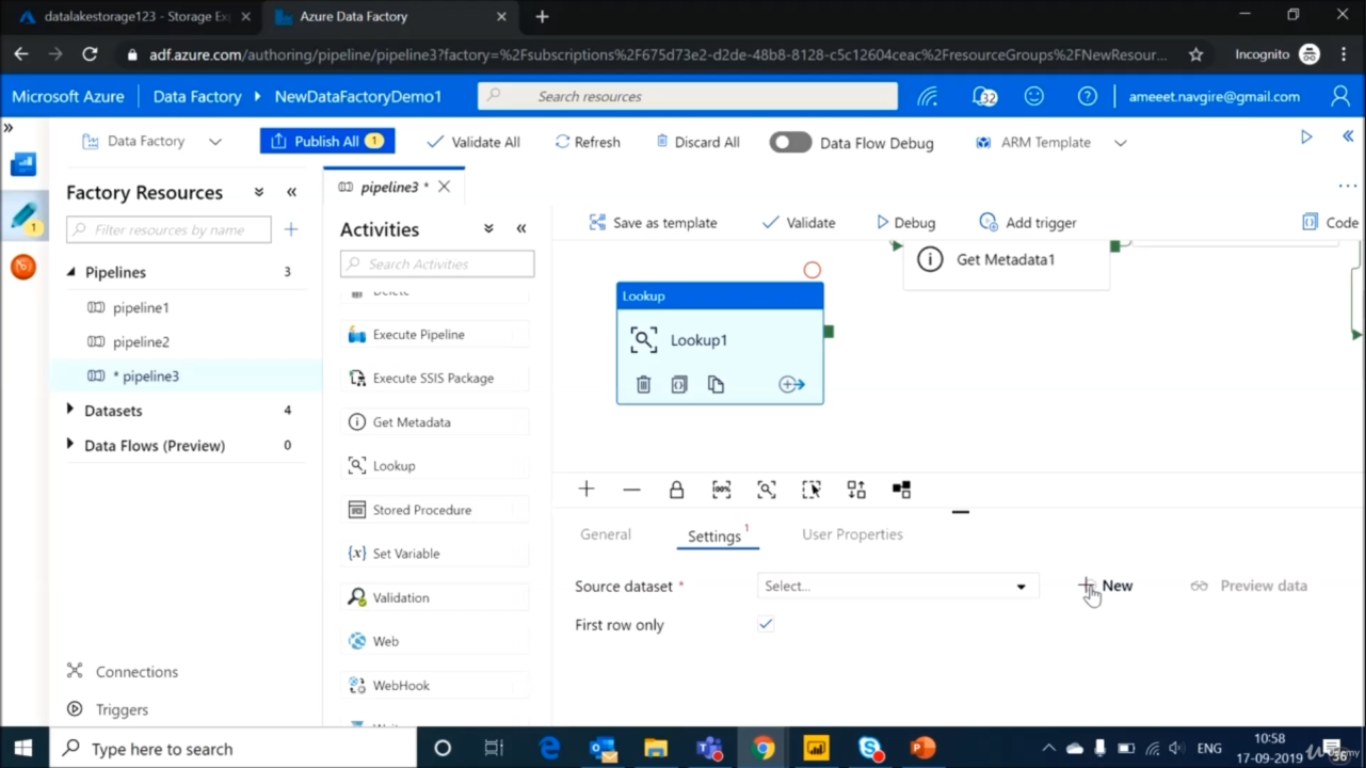 datalakestorage123 - Storage Ex
Azure Data Factory
adf.azure.com/authoring/pipeline/pipeline3?factory=%2Fsubscriptions%2F675d73e2-d2de-48b8-8128-c5c12604ceac%2FresourceGroups%2FNewResour...
Incognito
Microsoft Azure
Data Factory
NewDataFactoryDemo1
Search resources
32
ameeet.navgire@gmail.com
Data Factory
Publish All 1
Validate All
Refresh
Discard All
Data Flow Debug
ARM Template
1
Factory Resources
Filter resources by name
Pipelines 3
pipeline1
pipeline2
* pipeline3
Datasets 4
Data Flows (Preview) 0
Connections
Triggers
pipeline3 *
Activities
Search Activities
Delete
Execute Pipeline
Execute SSIS Package
Get Metadata
Lookup
Stored Procedure
Set Variable
Validation
Web
WebHook
Save as template
Validate
Debug
Add trigger
Code
Get Metadata1
Lookup
Lookup1
100%
General
Settings 1
User Properties
Source dataset *
Select...
New
Preview data
First row only
Type here to search
ENG
10:58
17-09-2019
36